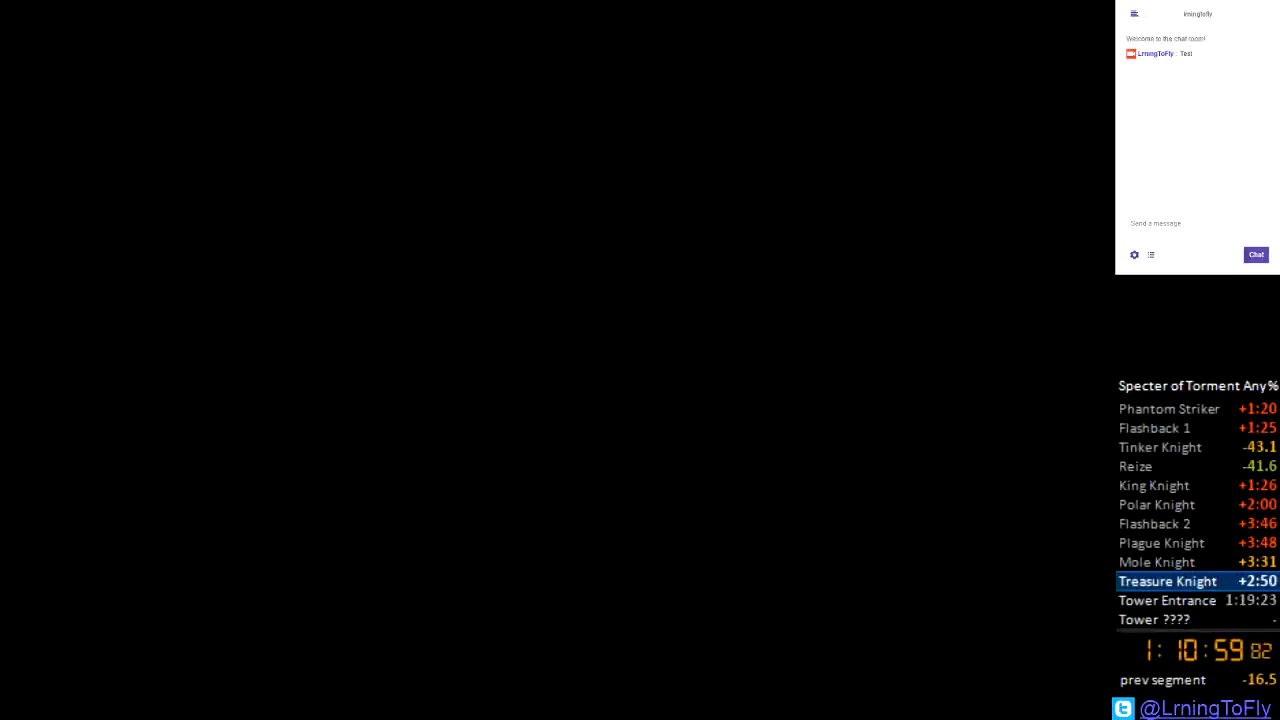 lrningtofly
Welcome to the chat room!
LrningToFly : Test
Send a message
Chat
Specter of Torment Any%
Phantom Striker +1:20
Flashback 1 +1:25
Tinker Knight -43.1
Reize -41.6
King Knight +1:26
Polar Knight +2:00
Flashback 2 +3:46
Plague Knight +3:48
Mole Knight +3:31
Treasure Knight +2:50
Tower Entrance 1:19:23
Tower ???? -
1:10:59 82
prev segment -16.5
@LrningToFly